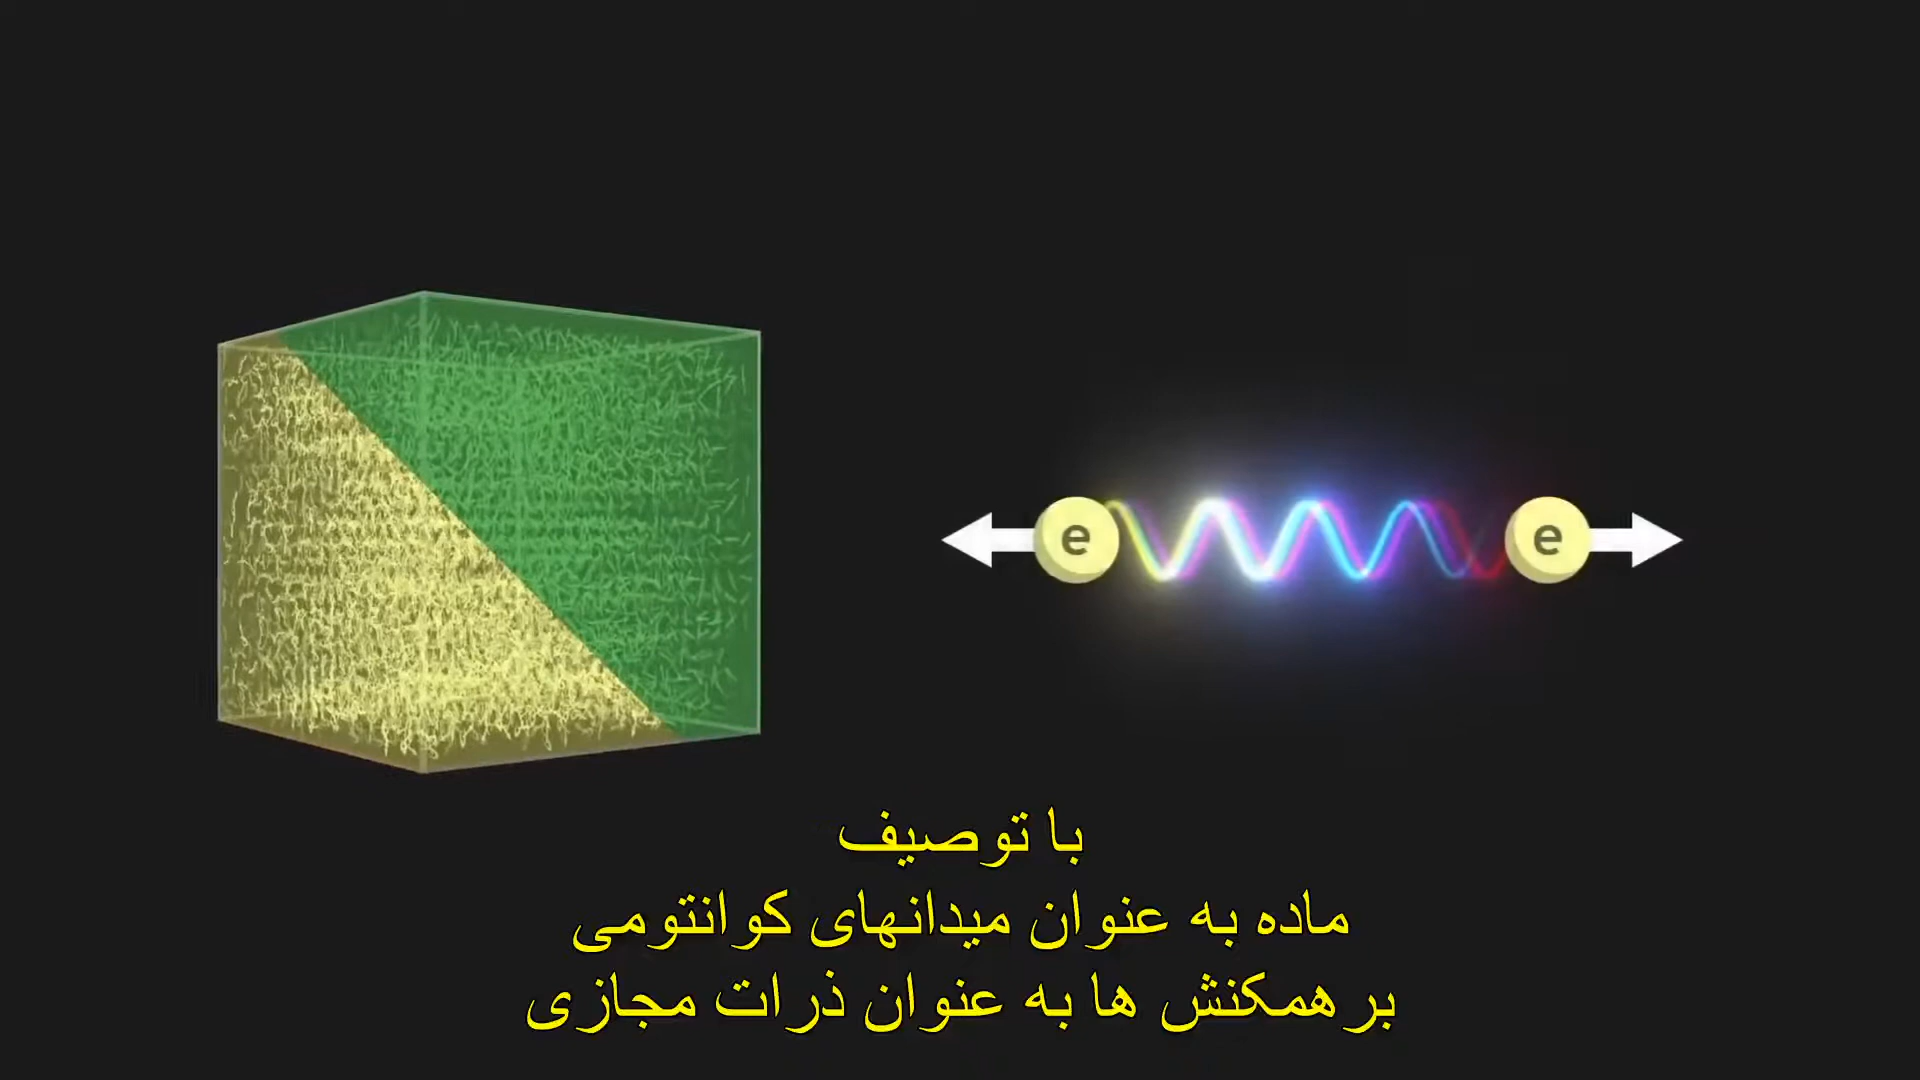 e
e
با توصیف
ماده به عنوان میدانهای کوانتومی
برهمکنش ها به عنوان ذرات مجازی